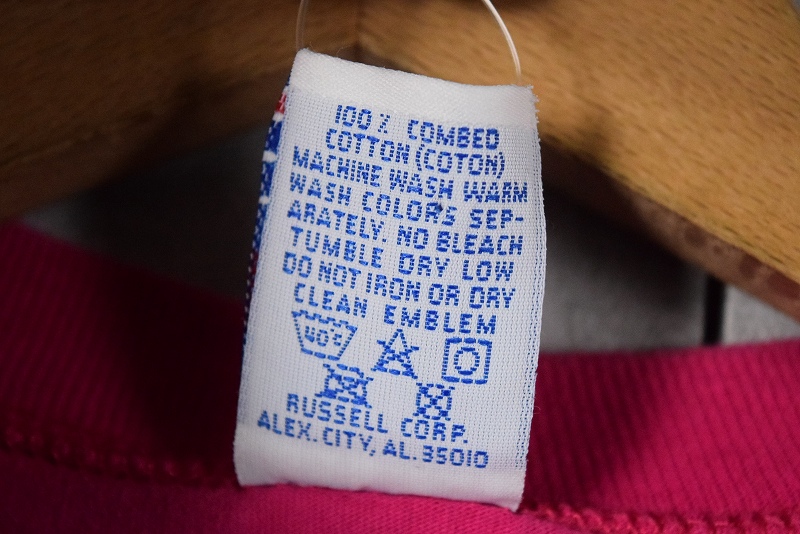 100% COMBED
COTTON (COTON)
MACHINE WASH WARM
WASH COLORS SEP-
ARATELY. NO BLEACH
TUMBLE DRY LOW
DO NOT IRON OR DRY
CLEAN EMBLEM
40°
RUSSELL CORP.
ALEX. CITY, AL. 35010